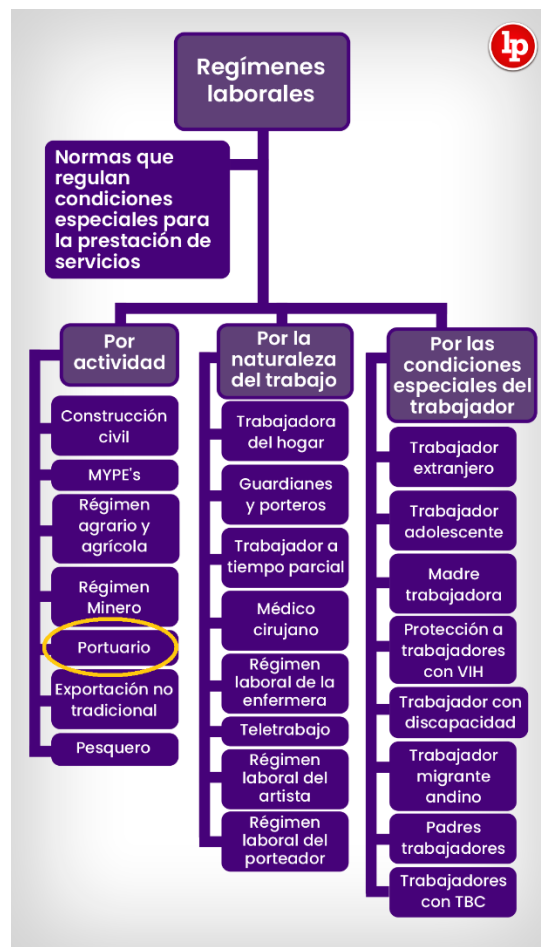 lp
Regímenes
laborales
Normas que
regulan
condiciones
especiales para
la prestación de
servicios
Por
actividad
Construcción
civil
MYPE's
Régimen
agrario y
agrícola
Régimen
Minero
Portuario
Exportación no
tradicional
Pesquero
Por la
naturaleza
del trabajo
Trabajadora
del hogar
Guardianes
y porteros
Trabajador a
tiempo parcial
Médico
cirujano
Régimen
laboral de la
enfermera
Teletrabajo
Régimen
laboral del
artista
Régimen
laboral del
porteador
Por las
condiciones
especiales del
trabajador
Trabajador
extranjero
Trabajador
adolescente
Madre
trabajadora
Protección a
trabajadores
con VIH
Trabajador con
discapacidad
Trabajador
migrante
andino
Padres
trabajadores
Trabajadores
con TBC